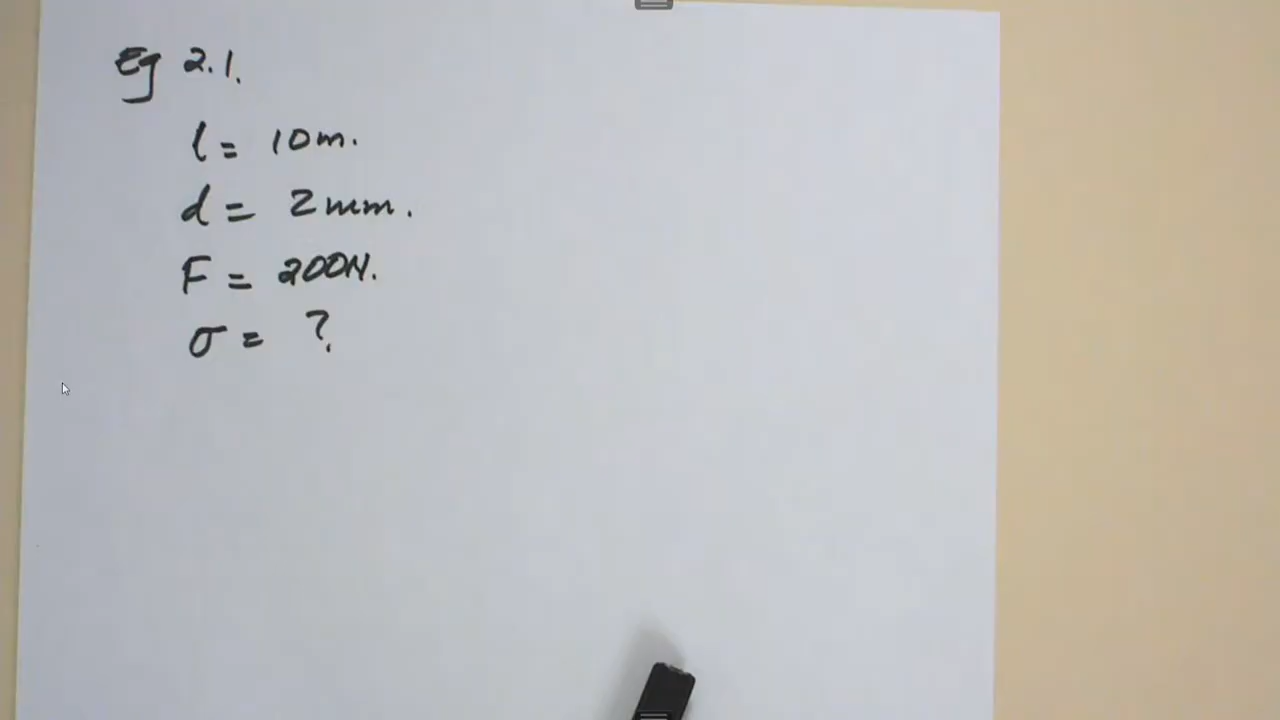 Eg 2.1.
l = 10m.
d = 2mm.
F = 200N.
σ = ?